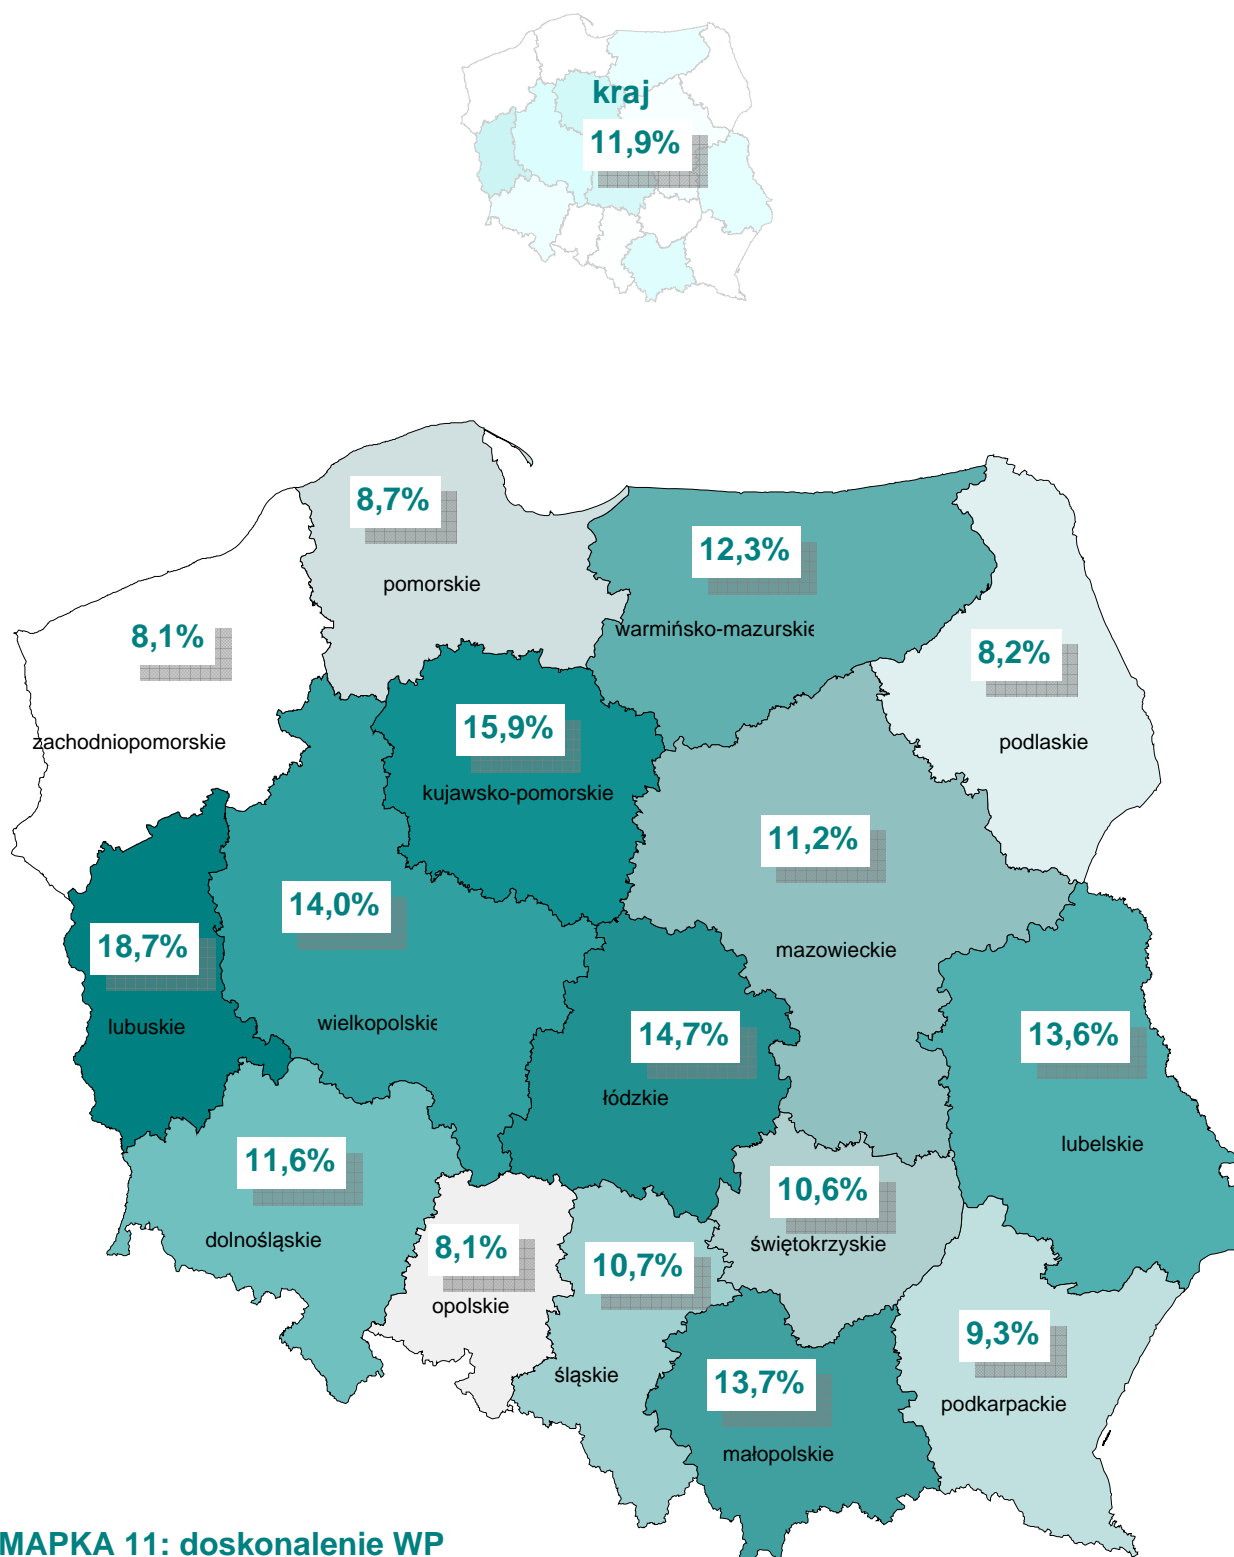 kraj
11,9%
8,7%
pomorskie
12,3%
warmińsko-mazurskie
8,1%
zachodniopomorskie
8,2%
podlaskie
15,9%
kujawsko-pomorskie
11,2%
mazowieckie
14,0%
wielkopolskie
18,7%
lubuskie
14,7%
łódzkie
13,6%
lubelskie
11,6%
dolnośląskie
8,1%
opolskie
10,7%
śląskie
10,6%
świętokrzyskie
9,3%
podkarpackie
13,7%
małopolskie
MAPKA 11: doskonalenie WP